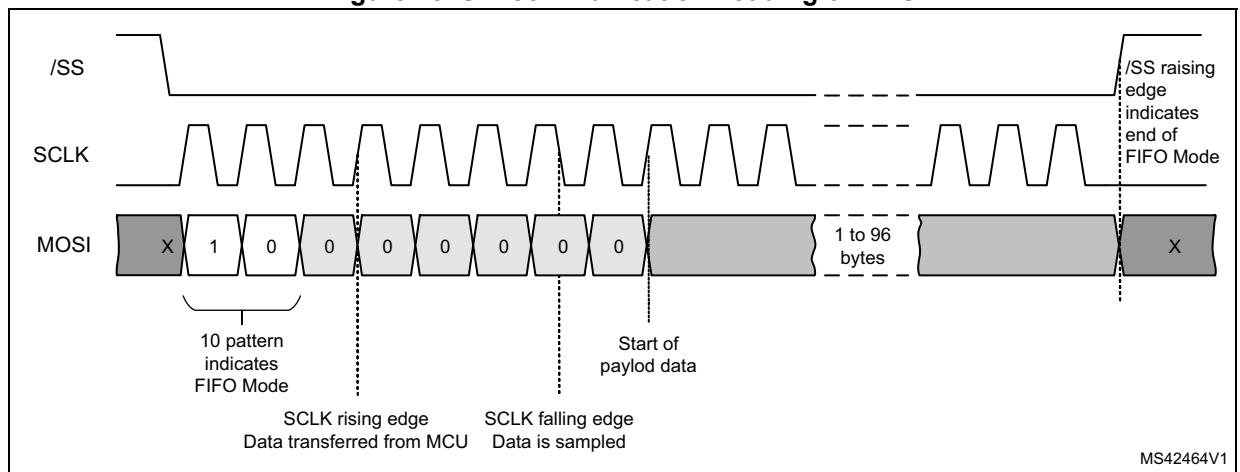 /SS
/SS raising
edge
indicates
end of
FIFO Mode
SCLK
MOSI
X 1 0 0 0 0 0 0 0
1 to 96
bytes
X
10 pattern
indicates
FIFO Mode
Start of
paylod data
SCLK rising edge
Data transferred from MCU
SCLK falling edge
Data is sampled
MS42464V1